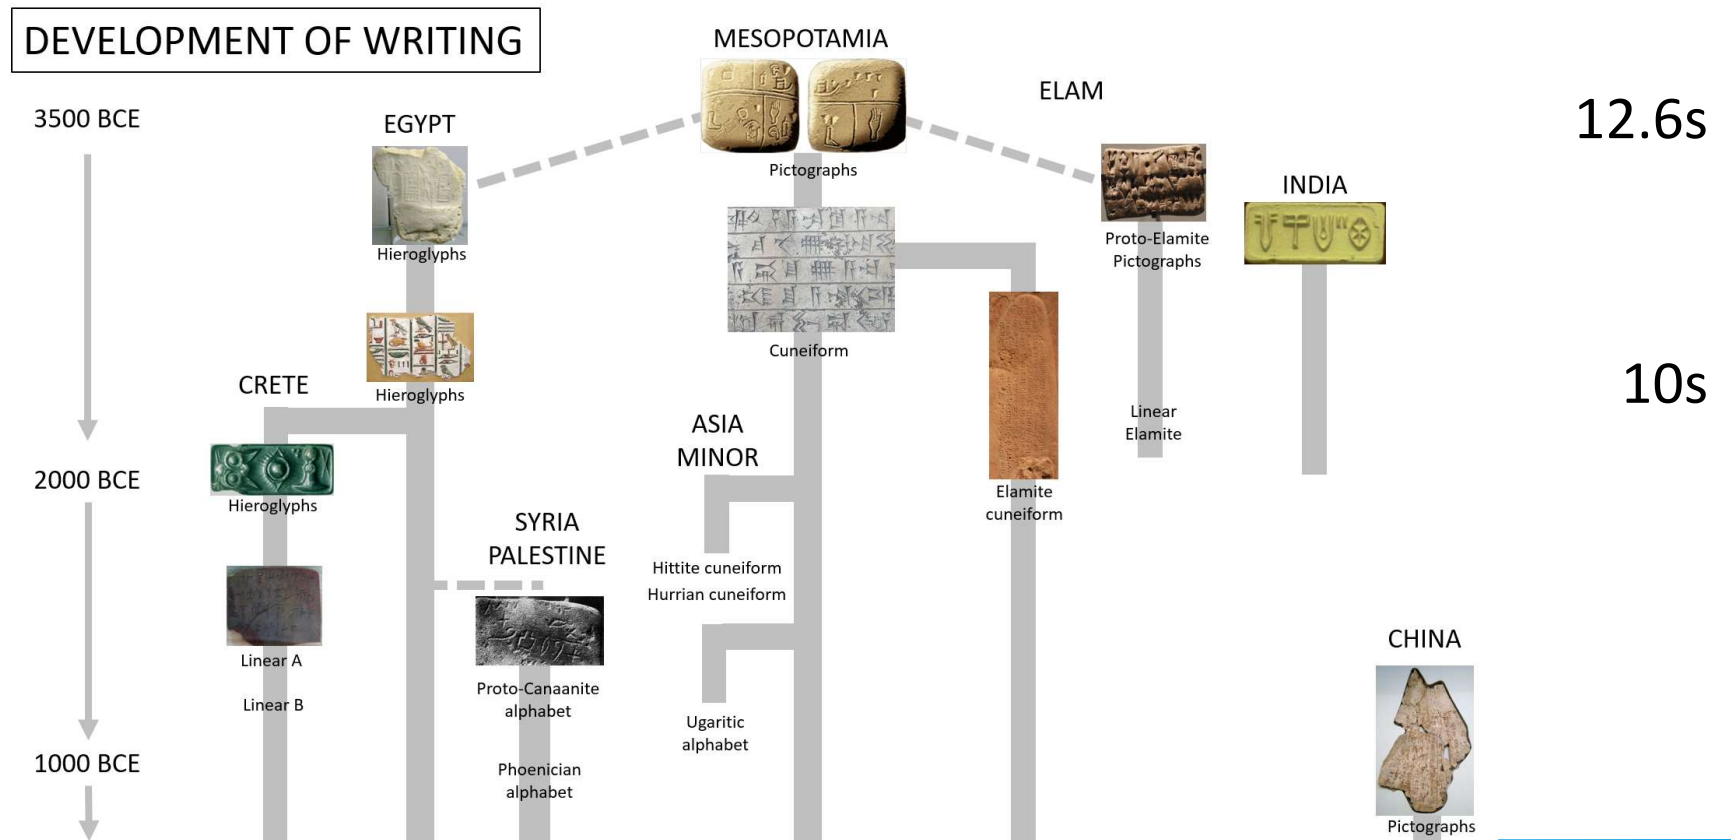 DEVELOPMENT OF WRITING
MESOPOTAMIA
ELAM
3500 BCE
12.6s
EGYPT
Pictographs
INDIA
Proto-Elamite
Pictographs
Hieroglyphs
Cuneiform
CRETE
10s
Hieroglyphs
Linear
Elamite
ASIA
MINOR
2000 BCE
Hieroglyphs
Elamite
cuneiform
SYRIA
PALESTINE
Hittite cuneiform
Hurrian cuneiform
CHINA
Linear A
Proto-Canaanite
alphabet
Linear B
Ugaritic
alphabet
1000 BCE
Phoenician
alphabet
Pictographs